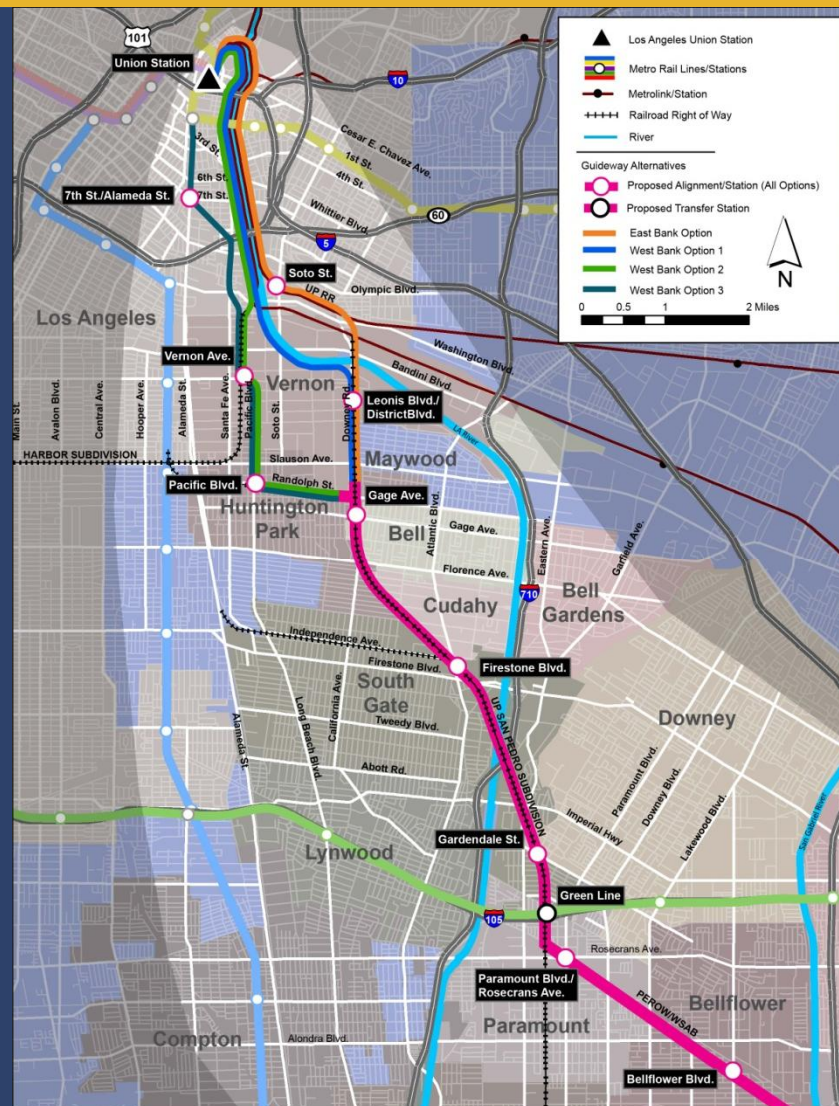 101
Union Station
10
Cesar E. Chavez Ave.
1st St.
4th St.
3rd St.
6th St.
7th St.
7th St./Alameda St.
Whittier Blvd.
60
5
Soto St.
UP RR
Olympic Blvd.
Los Angeles
Washington Blvd.
Bandini Blvd.
Vernon Ave.
Vernon
Main St.
Avalon Blvd.
Central Ave.
Hooper Ave.
Alameda St.
Santa Fe Ave.
Pacific Blvd.
Soto St.
Downey Rd.
Leonis Blvd./
DistrictBlvd.
LA River
HARBOR SUBDIVISION
Slauson Ave.
Maywood
Pacific Blvd.
Randolph St.
Gage Ave.
Huntington
Park
Bell
Atlantic Blvd.
Gage Ave.
Eastern Ave.
Garfield Ave.
Florence Ave.
Cudahy
710
Bell
Gardens
Independence Ave.
Firestone Blvd.
Firestone Blvd.
South
Gate
Downey
Long Beach Blvd.
California Ave.
Tweedy Blvd.
UP SAN PEDRO SUBDIVISION
Alameda St.
Abott Rd.
Paramount Blvd.
Downey Blvd.
Lakewood Blvd.
Imperial Hwy
San Gabriel River
Gardendale St.
Lynwood
Green Line
105
Rosecrans Ave.
Paramount Blvd./
Rosecrans Ave.
PEROW/WSAB
Bellflower
Compton
Alondra Blvd.
Paramount
Bellflower Blvd.
Los Angeles Union Station
Metro Rail Lines/Stations
Metrolink/Station
Railroad Right of Way
River
Guideway Alternatives
Proposed Alignment/Station (All Options)
Proposed Transfer Station
East Bank Option
West Bank Option 1
West Bank Option 2
West Bank Option 3
N
0 0.5 1 2 Miles